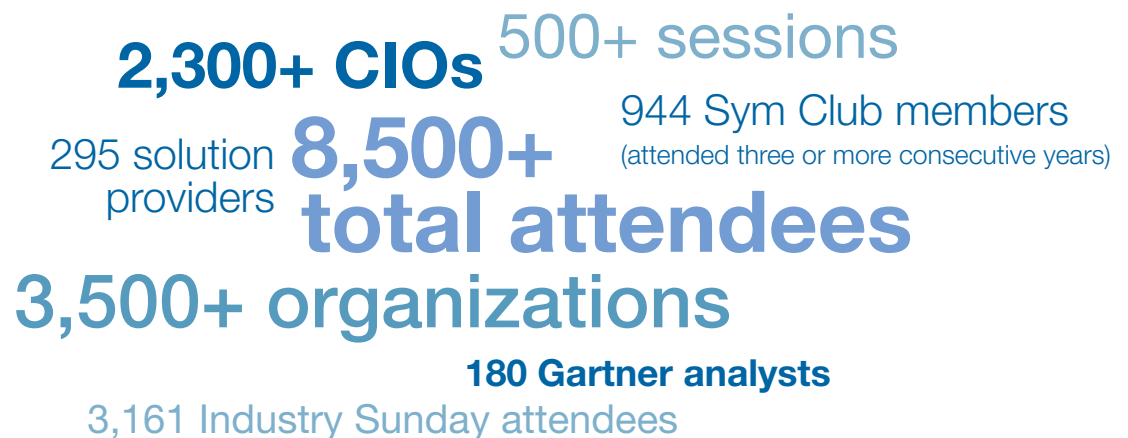 2,300+ CIOs
500+ sessions
944 Sym Club members
(attended three or more consecutive years)
295 solution
providers
8,500+
total attendees
3,500+ organizations
180 Gartner analysts
3,161 Industry Sunday attendees